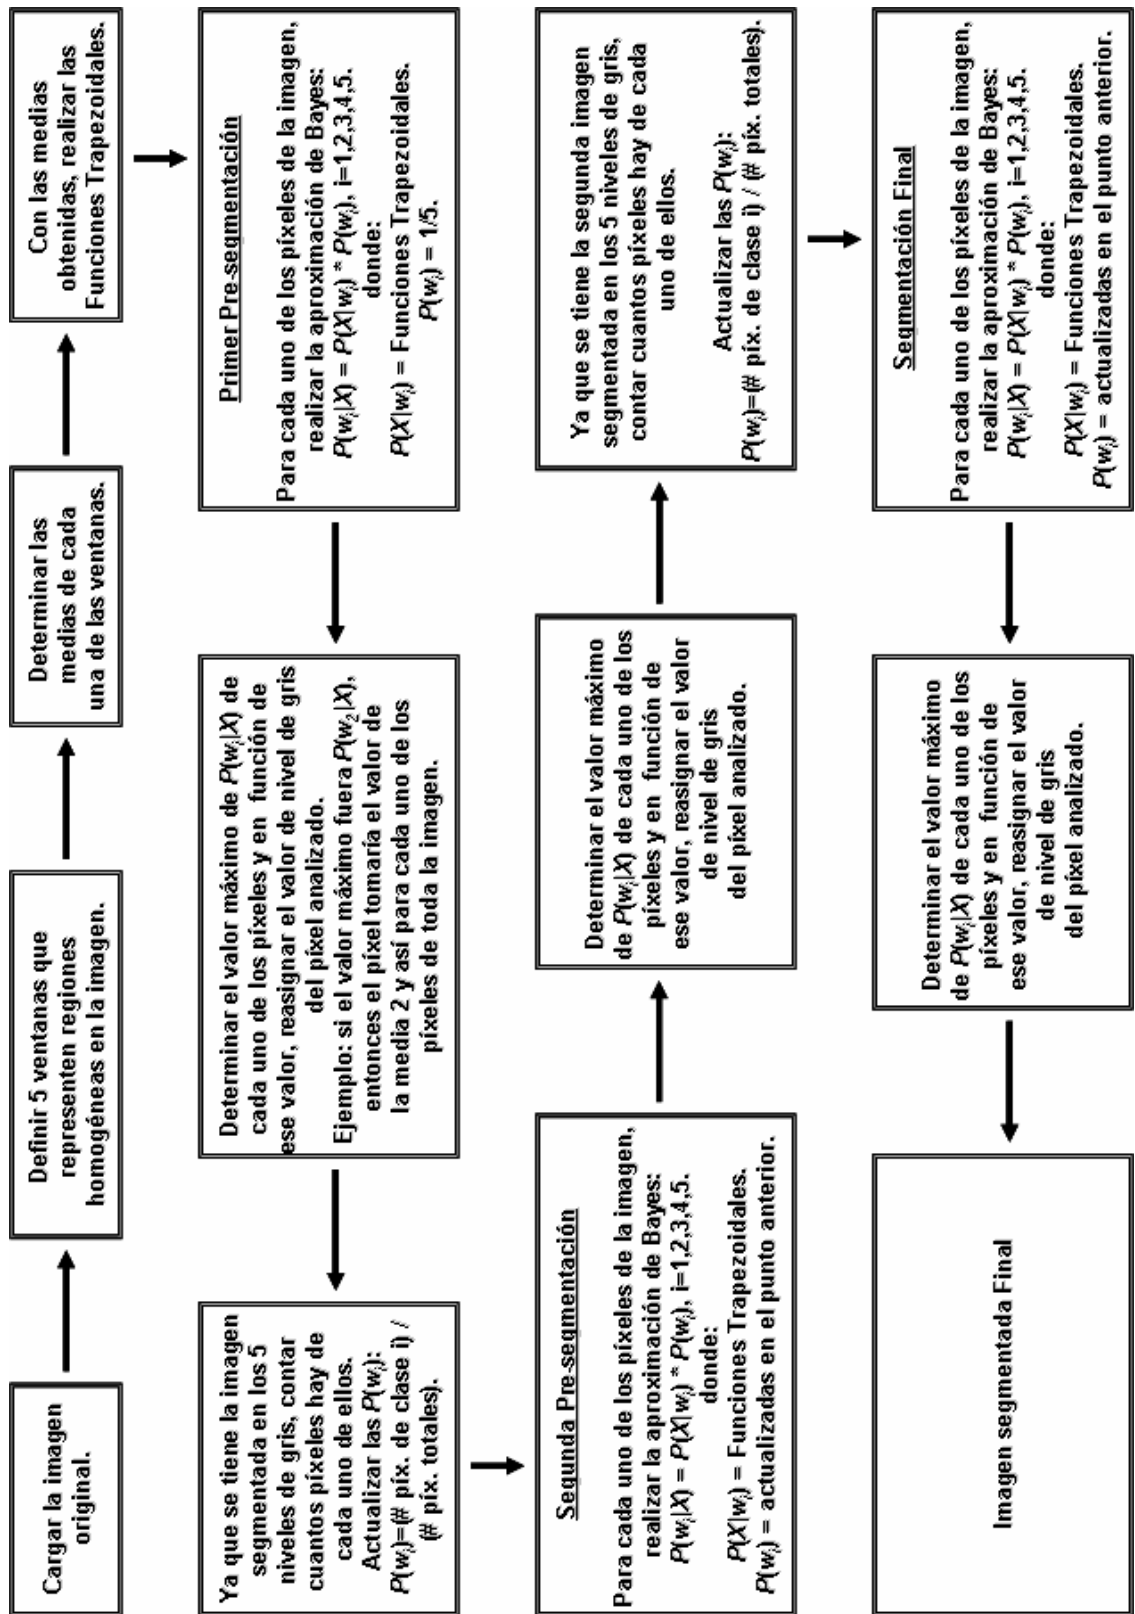 Cargar la imagen
original.
Definir 5 ventanas que
representen regiones
homogéneas en la imagen.
Determinar las
medias de cada
una de las ventanas.
Con las medias
obtenidas, realizar las
Funciones Trapezoidales.
Primer Pre-segmentación
Para cada uno de los píxeles de la imagen,
realizar la aproximación de Bayes:
P(wᵢ|X) = P(X|wᵢ) * P(wᵢ), i=1,2,3,4,5.
donde:
P(X|wᵢ) = Funciones Trapezoidales.
P(wᵢ) = 1/5.
Determinar el valor máximo de P(wᵢ|X) de
cada uno de los píxeles y en función de
ese valor, reasignar el valor de nivel de gris
del píxel analizado.
Ejemplo: si el valor máximo fuera P(w₂|X),
entonces el píxel tomaría el valor de
la media 2 y así para cada uno de los
píxeles de toda la imagen.
Ya que se tiene la imagen
segmentada en los 5
niveles de gris, contar
cuantos píxeles hay de
cada uno de ellos.
Actualizar las P(wᵢ):
P(wᵢ)=(# píx. de clase i) /
(# píx. totales).
Segunda Pre-segmentación
Para cada uno de los píxeles de la imagen,
realizar la aproximación de Bayes:
P(wᵢ|X) = P(X|wᵢ) * P(wᵢ), i=1,2,3,4,5.
donde:
P(X|wᵢ) = Funciones Trapezoidales.
P(wᵢ) = actualizadas en el punto anterior.
Determinar el valor máximo
de P(wᵢ|X) de cada uno de los
píxeles y en función de
ese valor, reasignar el valor
de nivel de gris
del píxel analizado.
Ya que se tiene la segunda imagen
segmentada en los 5 niveles de gris,
contar cuantos píxeles hay de cada
uno de ellos.
Actualizar las P(wᵢ):
P(wᵢ)=(# píx. de clase i) / (# píx. totales).
Segmentación Final
Para cada uno de los píxeles de la imagen,
realizar la aproximación de Bayes:
P(wᵢ|X) = P(X|wᵢ) * P(wᵢ), i=1,2,3,4,5.
donde:
P(X|wᵢ) = Funciones Trapezoidales.
P(wᵢ) = actualizadas en el punto anterior.
Determinar el valor máximo
de P(wᵢ|X) de cada uno de los
píxeles y en función de
ese valor, reasignar el valor
de nivel de gris
del píxel analizado.
Imagen segmentada Final